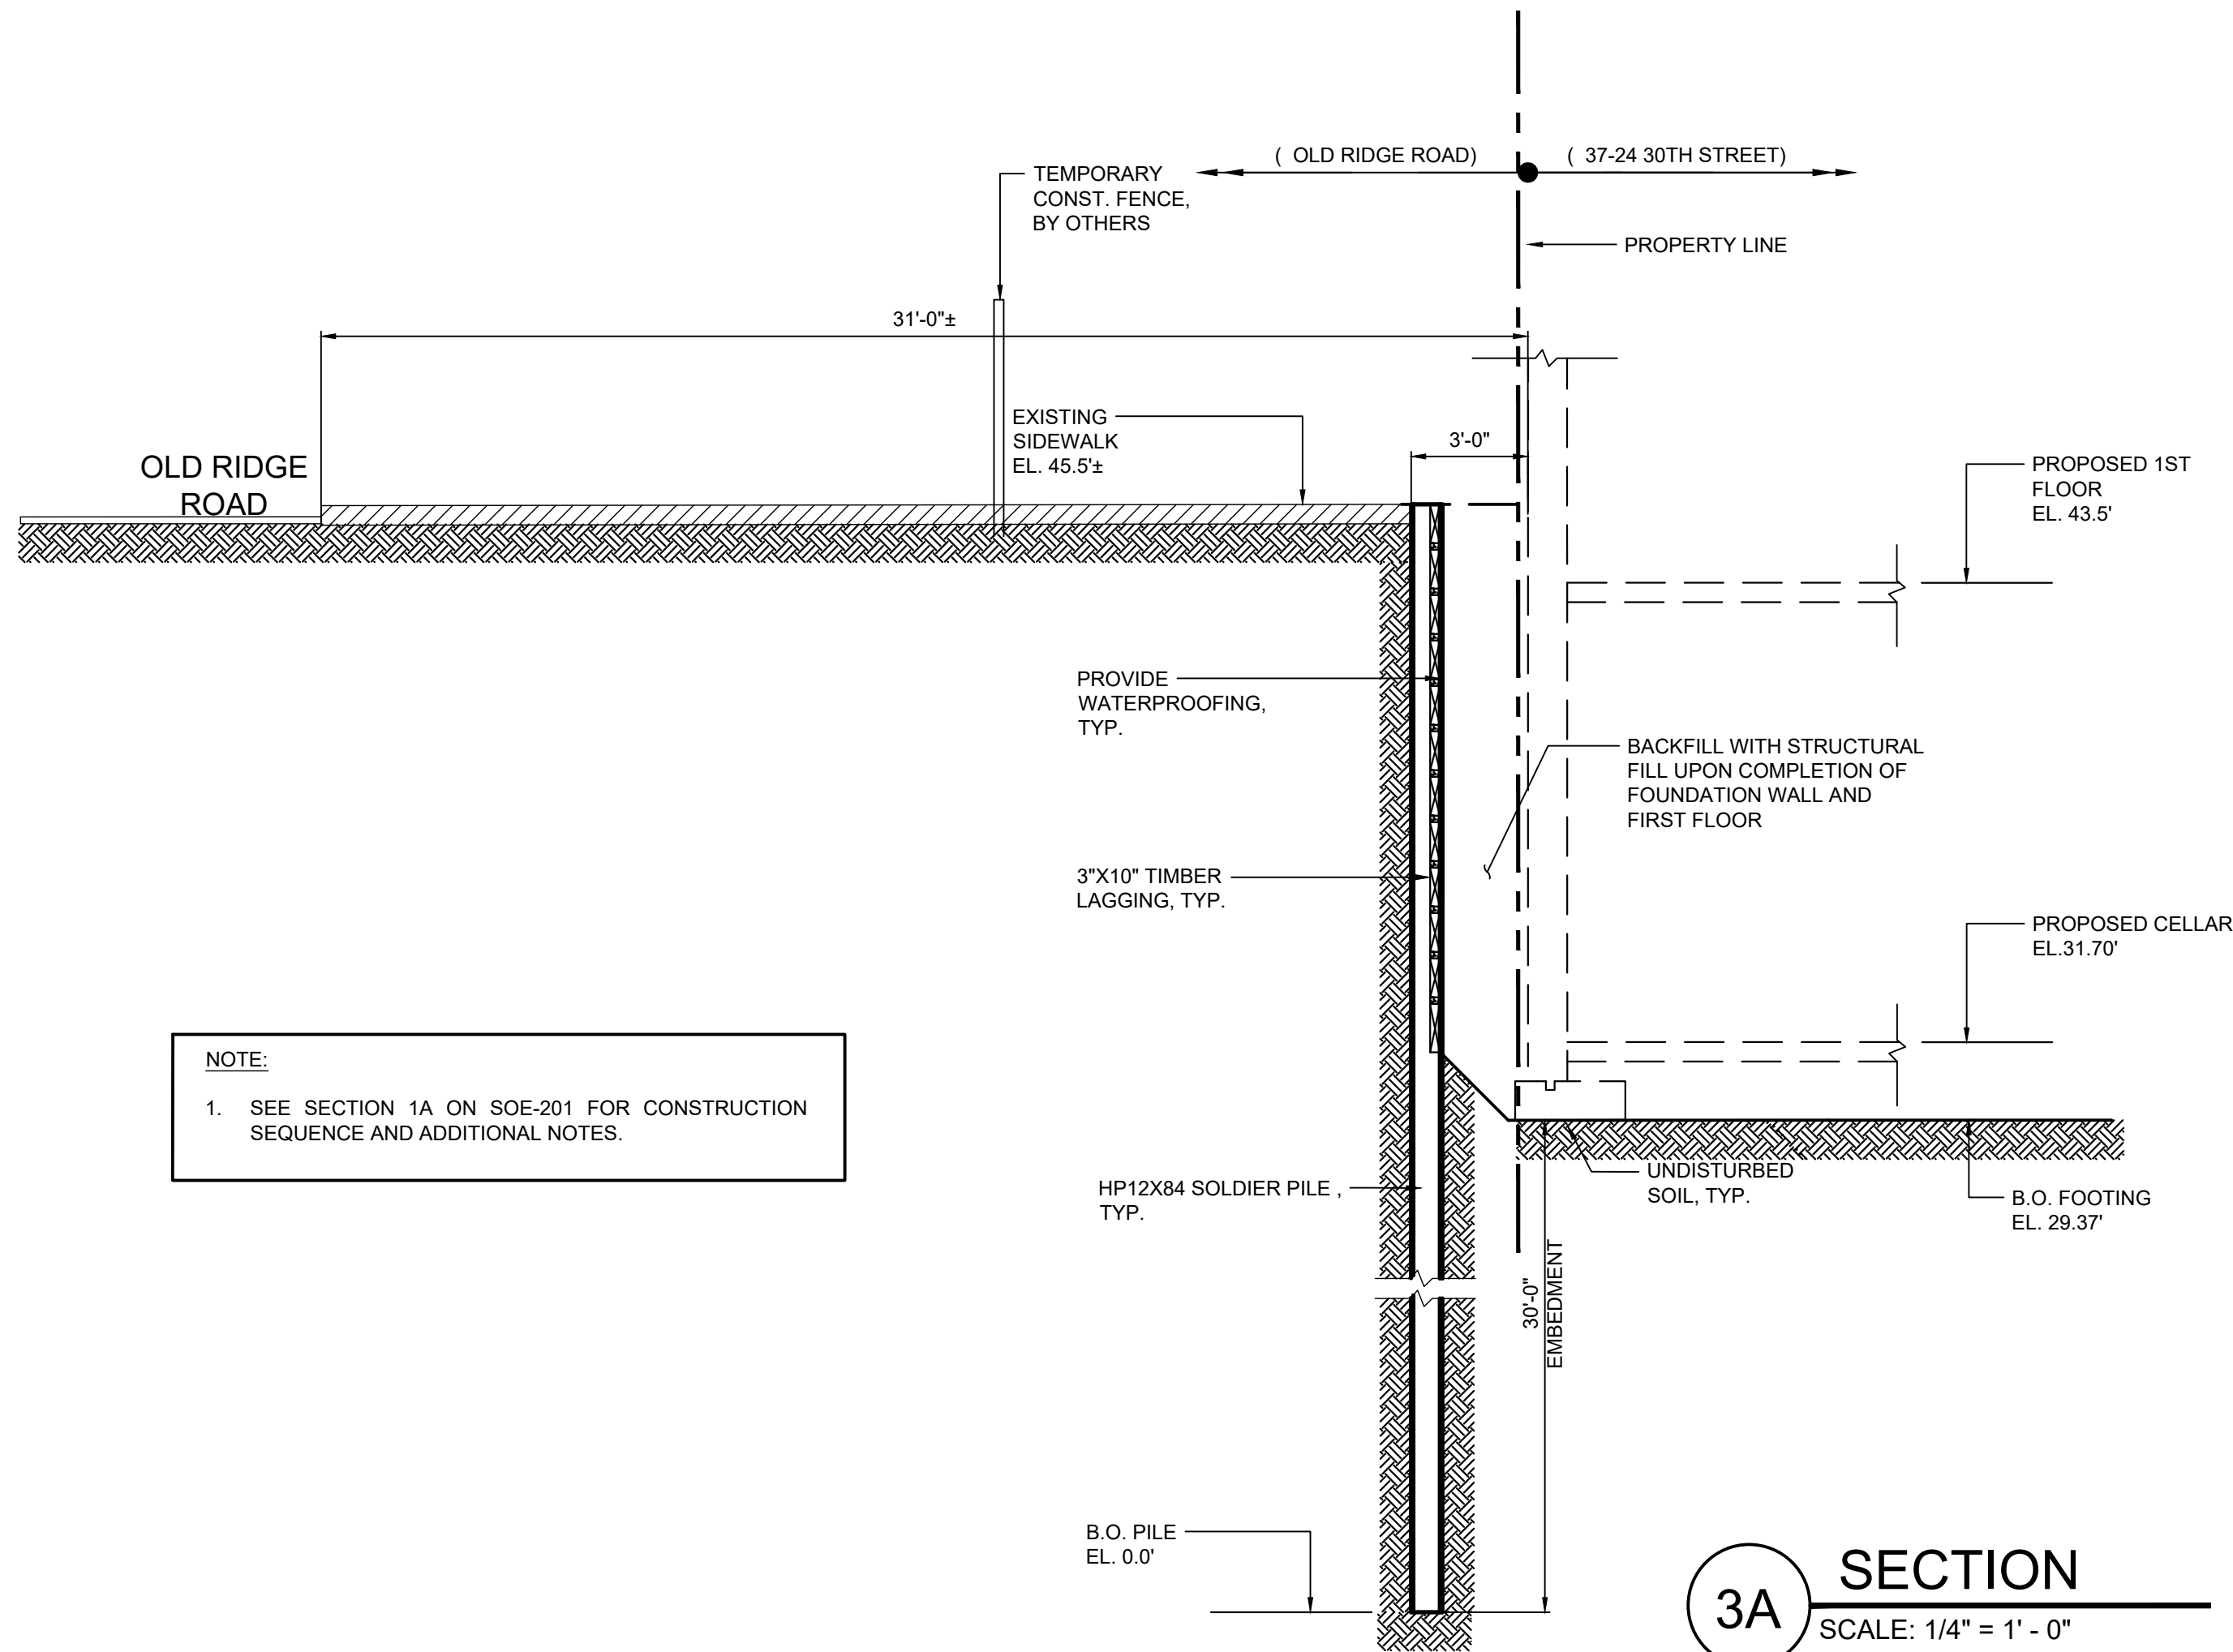 ( OLD RIDGE ROAD)
( 37-24 30TH STREET)
TEMPORARY
CONST. FENCE,
BY OTHERS
PROPERTY LINE
31'-0"±
EXISTING
SIDEWALK
EL. 45.5'±
3'-0"
OLD RIDGE
ROAD
PROPOSED 1ST
FLOOR
EL. 43.5'
PROVIDE
WATERPROOFING,
TYP.
BACKFILL WITH STRUCTURAL
FILL UPON COMPLETION OF
FOUNDATION WALL AND
FIRST FLOOR
3"X10" TIMBER
LAGGING, TYP.
PROPOSED CELLAR
EL.31.70'
NOTE:
1. SEE SECTION 1A ON SOE-201 FOR CONSTRUCTION
SEQUENCE AND ADDITIONAL NOTES.
HP12X84 SOLDIER PILE ,
TYP.
UNDISTURBED
SOIL, TYP.
B.O. FOOTING
EL. 29.37'
30'-0"
EMBEDMENT
B.O. PILE
EL. 0.0'
3A
SECTION
SCALE: 1/4" = 1' - 0"